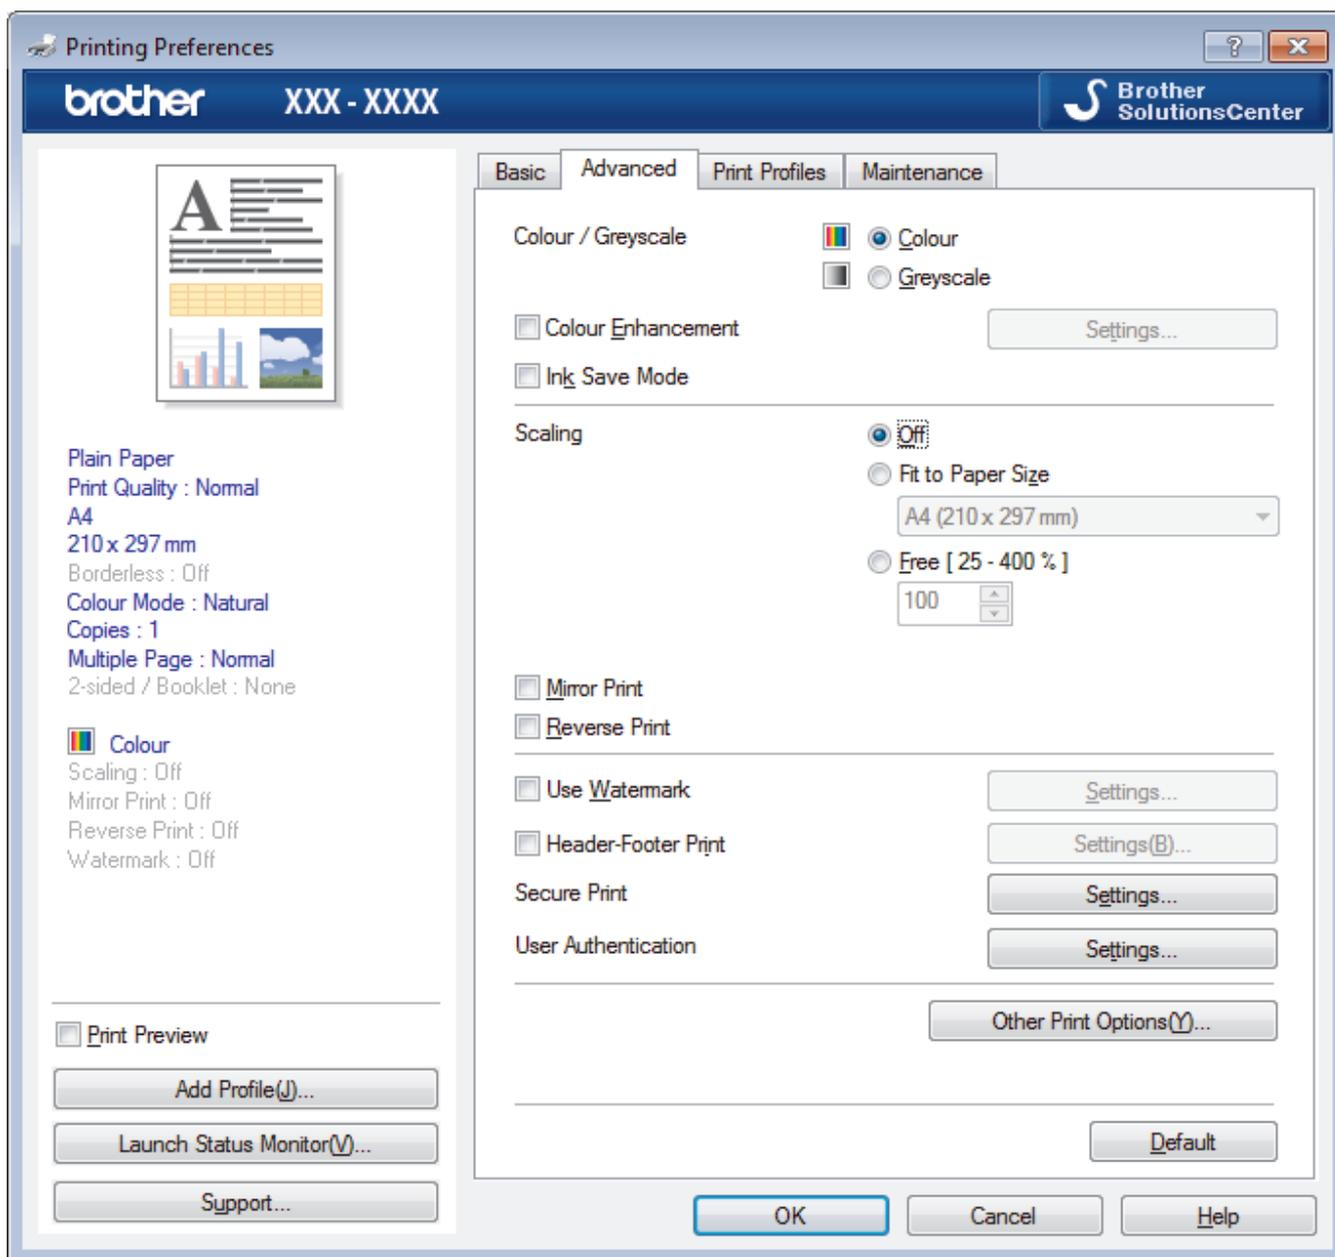 Printing Preferences
brother XXX - XXXX
Brother
SolutionsCenter
A
Plain Paper
Print Quality : Normal
A4
210 x 297 mm
Borderless : Off
Colour Mode : Natural
Copies : 1
Multiple Page : Normal
2-sided / Booklet : None
Colour
Scaling : Off
Mirror Print : Off
Reverse Print : Off
Watermark : Off
Print Preview
Add Profile(J)...
Launch Status Monitor(V)...
Support...
Basic Advanced Print Profiles Maintenance
Colour / Greyscale Colour
Greyscale
Colour Enhancement Settings...
Ink Save Mode
Scaling Off
Fit to Paper Size
A4 (210 x 297 mm)
Free [ 25 - 400 % ]
100
Mirror Print
Reverse Print
Use Watermark Settings...
Header-Footer Print Settings(B)...
Secure Print Settings...
User Authentication Settings...
Other Print Options(Y)...
Default
OK Cancel Help